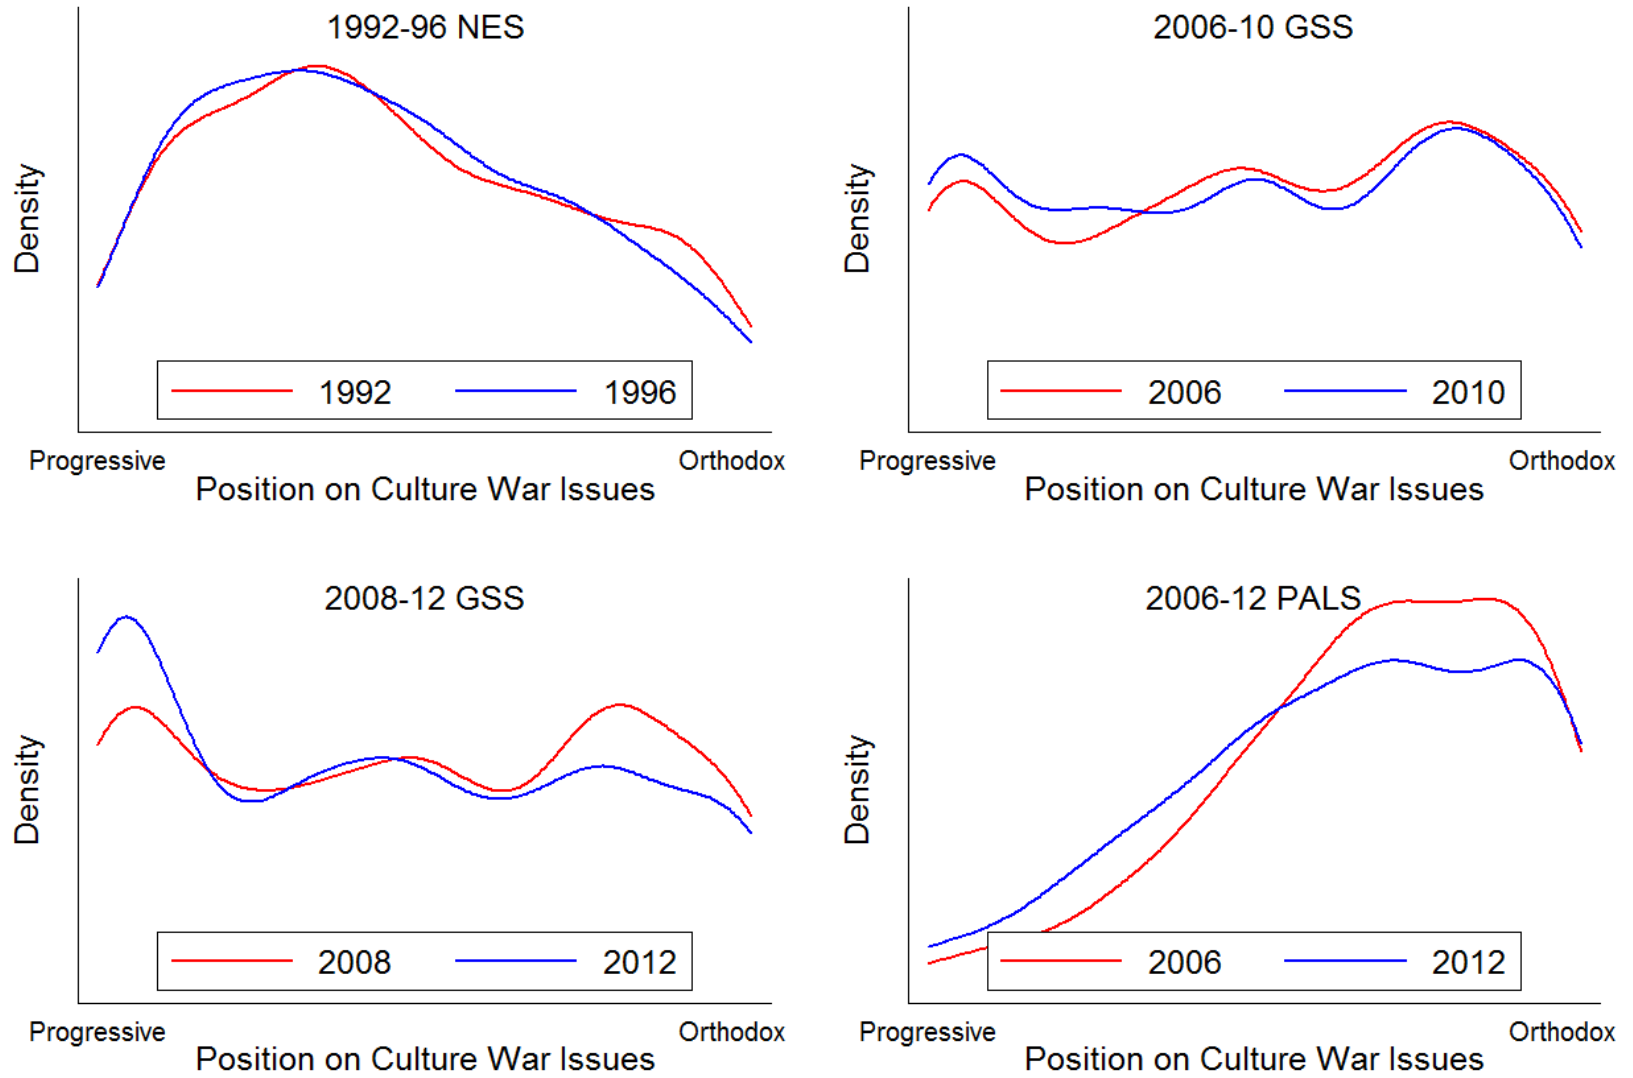 1992-96 NES
Density
1992 1996
Progressive Orthodox
Position on Culture War Issues
2006-10 GSS
Density
2006 2010
Progressive Orthodox
Position on Culture War Issues
2008-12 GSS
Density
2008 2012
Progressive Orthodox
Position on Culture War Issues
2006-12 PALS
Density
2006 2012
Progressive Orthodox
Position on Culture War Issues